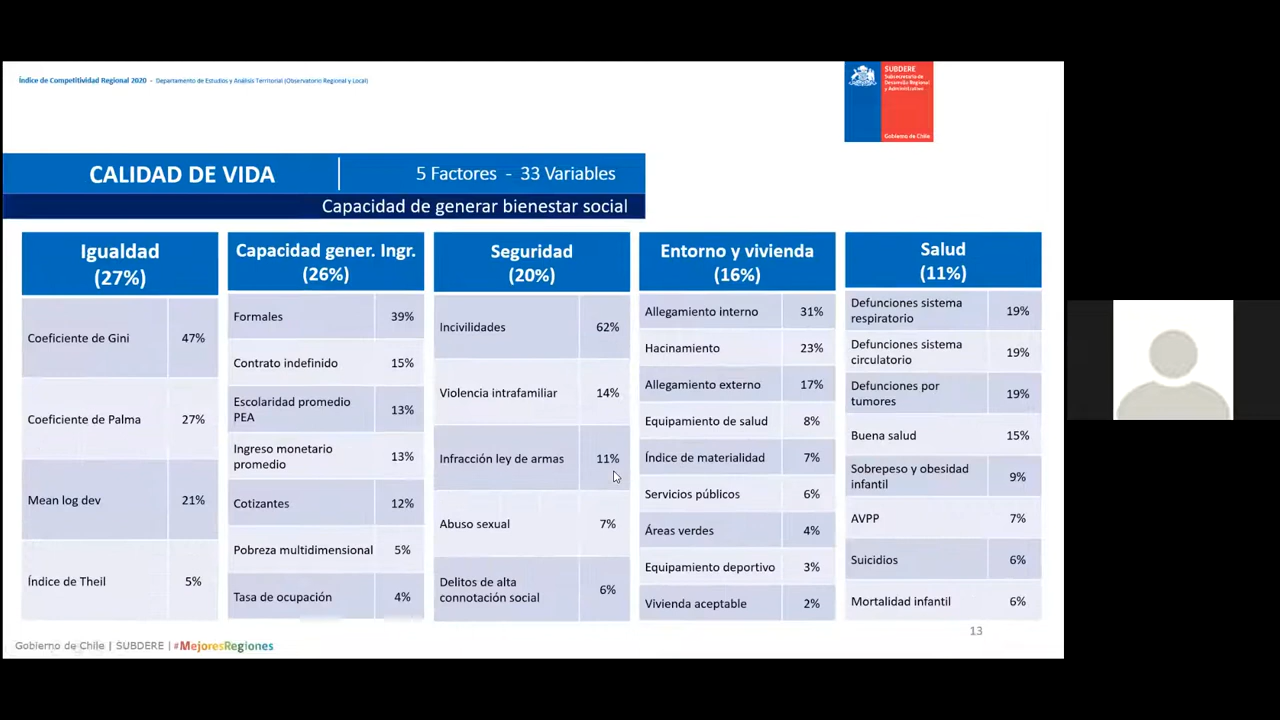 Índice de Competitividad Regional 2020 - Departamento de Estudios y Análisis Territorial (Observatorio Regional y Local)
SUBDERE
Subsecretaría de
Desarrollo Regional
y Administrativo
Gobierno de Chile
CALIDAD DE VIDA
5 Factores - 33 Variables
Capacidad de generar bienestar social
Igualdad
(27%)
Coeficiente de Gini 47%
Coeficiente de Palma 27%
Mean log dev 21%
Índice de Theil 5%
Capacidad gener. Ingr.
(26%)
Formales 39%
Contrato indefinido 15%
Escolaridad promedio
PEA 13%
Ingreso monetario
promedio 13%
Cotizantes 12%
Pobreza multidimensional 5%
Tasa de ocupación 4%
Seguridad
(20%)
Incivilidades 62%
Violencia intrafamiliar 14%
Infracción ley de armas 11%
Abuso sexual 7%
Delitos de alta
connotación social 6%
Entorno y vivienda
(16%)
Allegamiento interno 31%
Hacinamiento 23%
Allegamiento externo 17%
Equipamiento de salud 8%
Índice de materialidad 7%
Servicios públicos 6%
Áreas verdes 4%
Equipamiento deportivo 3%
Vivienda aceptable 2%
Salud
(11%)
Defunciones sistema
respiratorio 19%
Defunciones sistema
circulatorio 19%
Defunciones por
tumores 19%
Buena salud 15%
Sobrepeso y obesidad
infantil 9%
AVPP 7%
Suicidios 6%
Mortalidad infantil 6%
13
Gobierno de Chile | SUBDERE | #MejoresRegiones